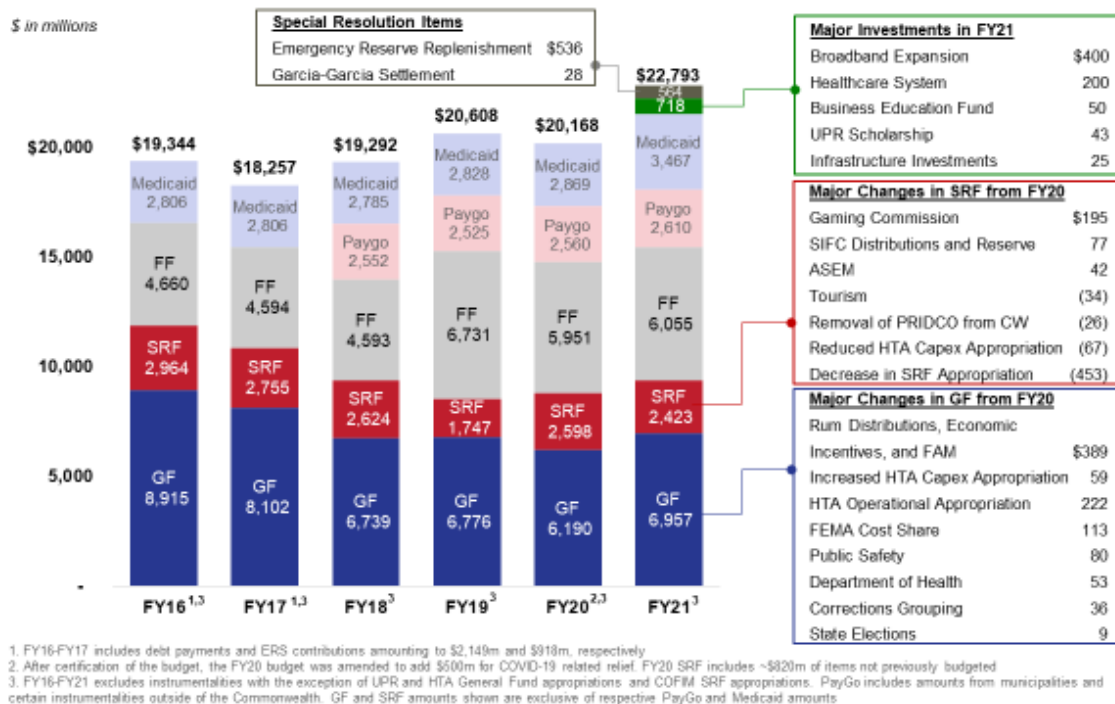 $ in millions
Special Resolution Items
Emergency Reserve Replenishment $536
Garcia-Garcia Settlement 28
Major Investments in FY21
Broadband Expansion $400
Healthcare System 200
Business Education Fund 50
UPR Scholarship 43
Infrastructure Investments 25
Major Changes in SRF from FY20
Gaming Commission $195
SIFC Distributions and Reserve 77
ASEM 42
Tourism (34)
Removal of PRIDCO from CW (26)
Reduced HTA Capex Appropriation (67)
Decrease in SRF Appropriation (453)
Major Changes in GF from FY20
Rum Distributions, Economic
Incentives, and FAM $389
Increased HTA Capex Appropriation 59
HTA Operational Appropriation 222
FEMA Cost Share 113
Public Safety 80
Department of Health 53
Corrections Grouping 36
State Elections 9
$20,000
15,000
10,000
5,000
-
$19,344
Medicaid
2,806
FF
4,660
SRF
2,964
GF
8,915
FY16 1,3
$18,257
Medicaid
2,806
FF
4,594
SRF
2,755
GF
8,102
FY17 1,3
$19,292
Medicaid
2,785
Paygo
2,552
FF
4,593
SRF
2,624
GF
6,739
FY18 3
$20,608
Medicaid
2,828
Paygo
2,525
FF
6,731
SRF
1,747
GF
6,776
FY19 3
$20,168
Medicaid
2,869
Paygo
2,560
FF
5,951
SRF
2,598
GF
6,190
FY20 2,3
$22,793
564
718
Medicaid
3,467
Paygo
2,610
FF
6,055
SRF
2,423
GF
6,957
FY21 3
1. FY16-FY17 includes debt payments and ERS contributions amounting to $2,149m and $918m, respectively
2. After certification of the budget, the FY20 budget was amended to add $500m for COVID-19 related relief. FY20 SRF includes ~$820m of items not previously budgeted
3. FY16-FY21 excludes instrumentalities with the exception of UPR and HTA General Fund appropriations and COFIM SRF appropriations. PayGo includes amounts from municipalities and
certain instrumentalities outside of the Commonwealth. GF and SRF amounts shown are exclusive of respective PayGo and Medicaid amounts